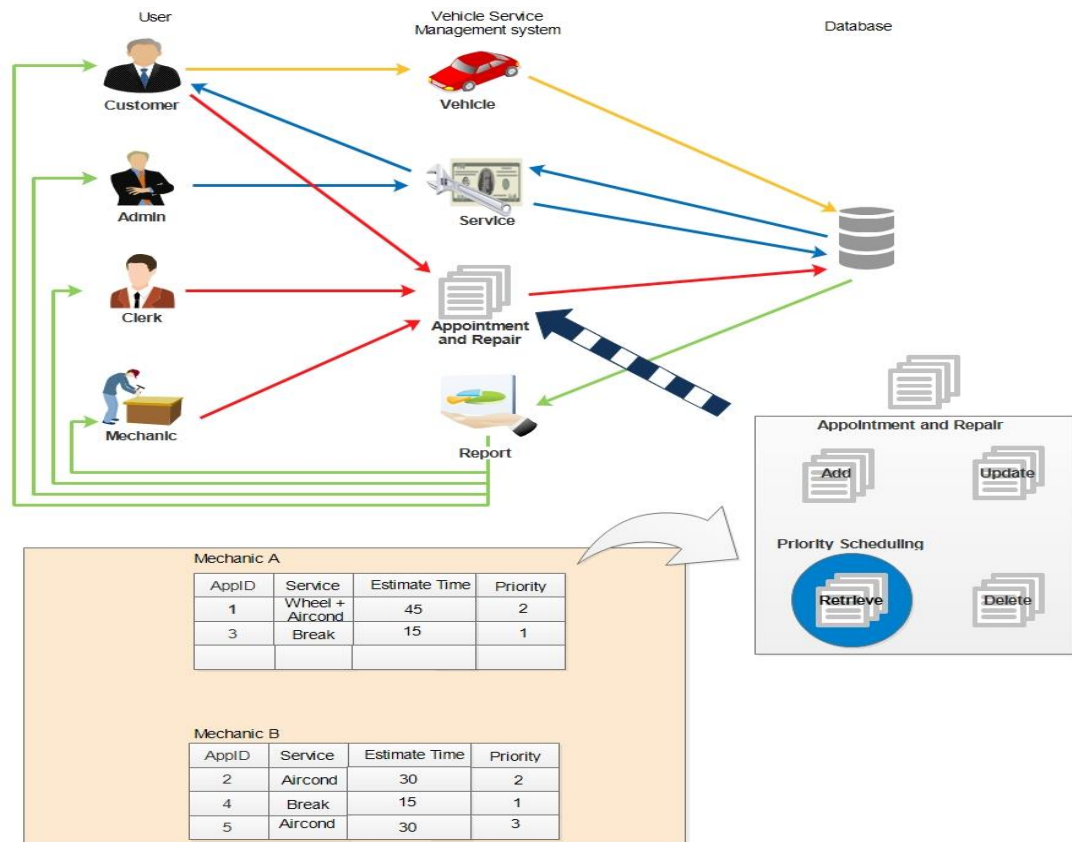 User
Vehicle Service
Management system
Database
Customer
Vehicle
Admin
Service
Clerk
Appointment
and Repair
Mechanic
Report
Appointment and Repair
Add
Update
Priority Scheduling
Retrieve
Delete
Mechanic A
AppID Service Estimate Time Priority
1 Wheel + 45 2
Aircond
3 Break 15 1
Mechanic B
AppID Service Estimate Time Priority
2 Aircond 30 2
4 Break 15 1
5 Aircond 30 3